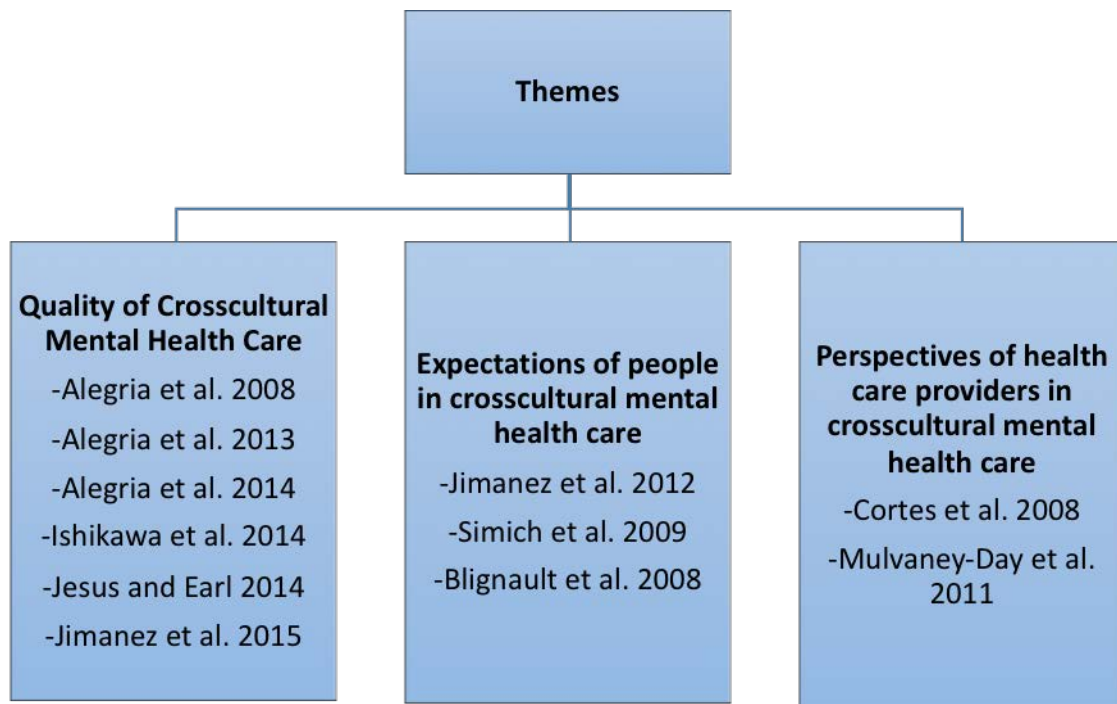 Themes
Quality of Crosscultural
Mental Health Care
-Alegria et al. 2008
-Alegria et al. 2013
-Alegria et al. 2014
-Ishikawa et al. 2014
-Jesus and Earl 2014
-Jimanez et al. 2015
Expectations of people
in crosscultural mental
health care
-Jimanez et al. 2012
-Simich et al. 2009
-Blignault et al. 2008
Perspectives of health
care providers in
crosscultural mental
health care
-Cortes et al. 2008
-Mulvaney-Day et al.
2011